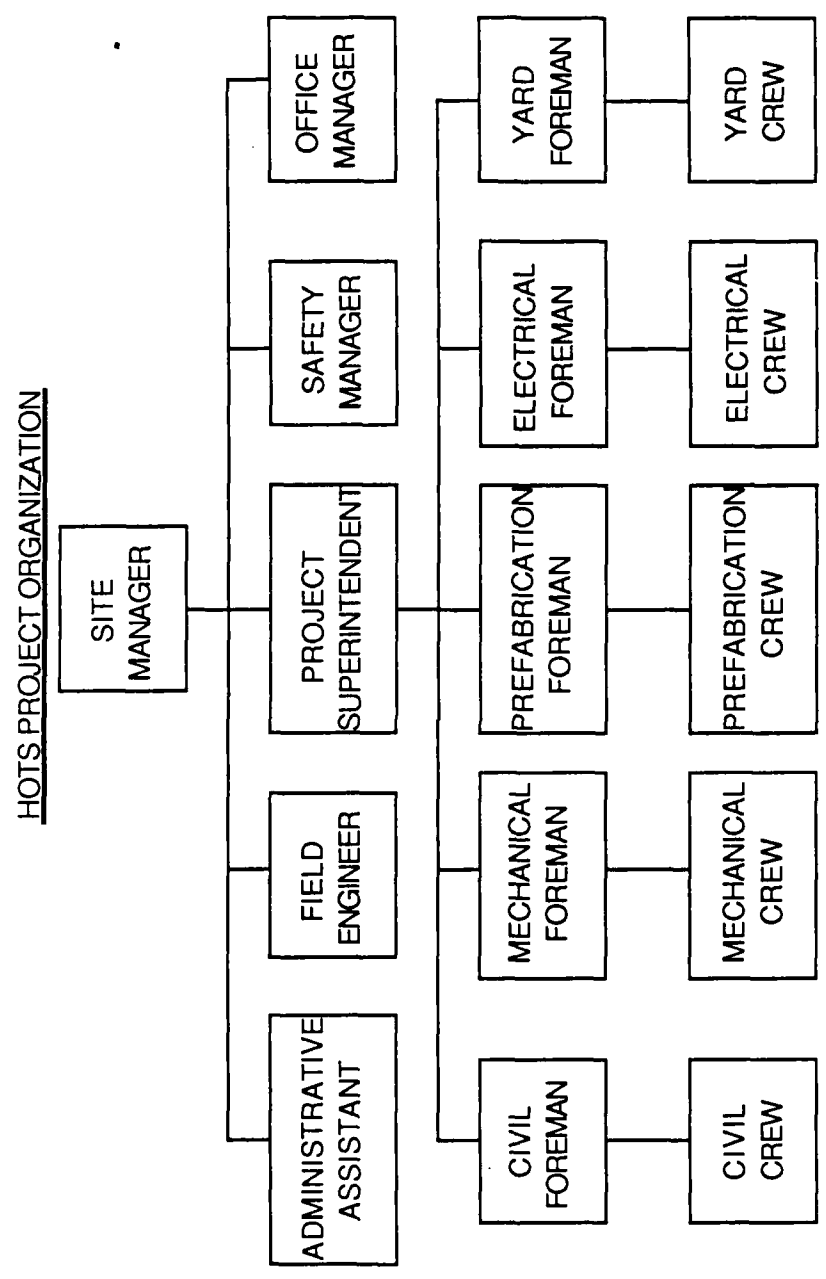 HOTS PROJECT ORGANIZATION
SITE
MANAGER
ADMINISTRATIVE
ASSISTANT
FIELD
ENGINEER
PROJECT
SUPERINTENDENT
SAFETY
MANAGER
OFFICE
MANAGER
CIVIL
FOREMAN
MECHANICAL
FOREMAN
PREFABRICATION
FOREMAN
ELECTRICAL
FOREMAN
YARD
FOREMAN
CIVIL
CREW
MECHANICAL
CREW
PREFABRICATION
CREW
ELECTRICAL
CREW
YARD
CREW